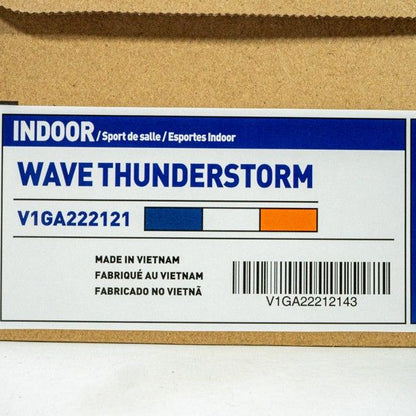 INDOOR / Sport de salle / Esportes Indoor
WAVE THUNDERSTORM
V1GA222121
MADE IN VIETNAM
FABRIQUÉ AU VIETNAM
FABRICADO NO VIETNÃ
V1GA22212143